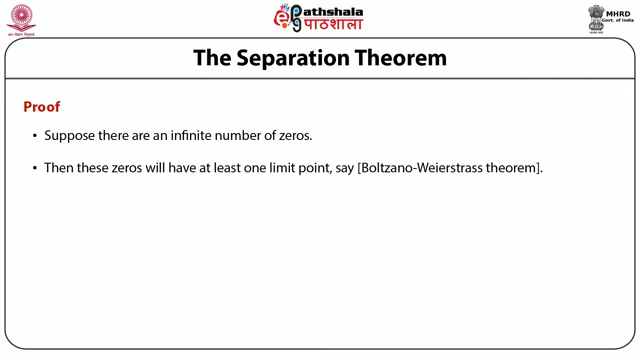 ePathshala
पाठशाला
MHRD
Govt. of India
The Separation Theorem
Proof
• Suppose there are an infinite number of zeros.
• Then these zeros will have at least one limit point, say [Boltzano-Weierstrass theorem].